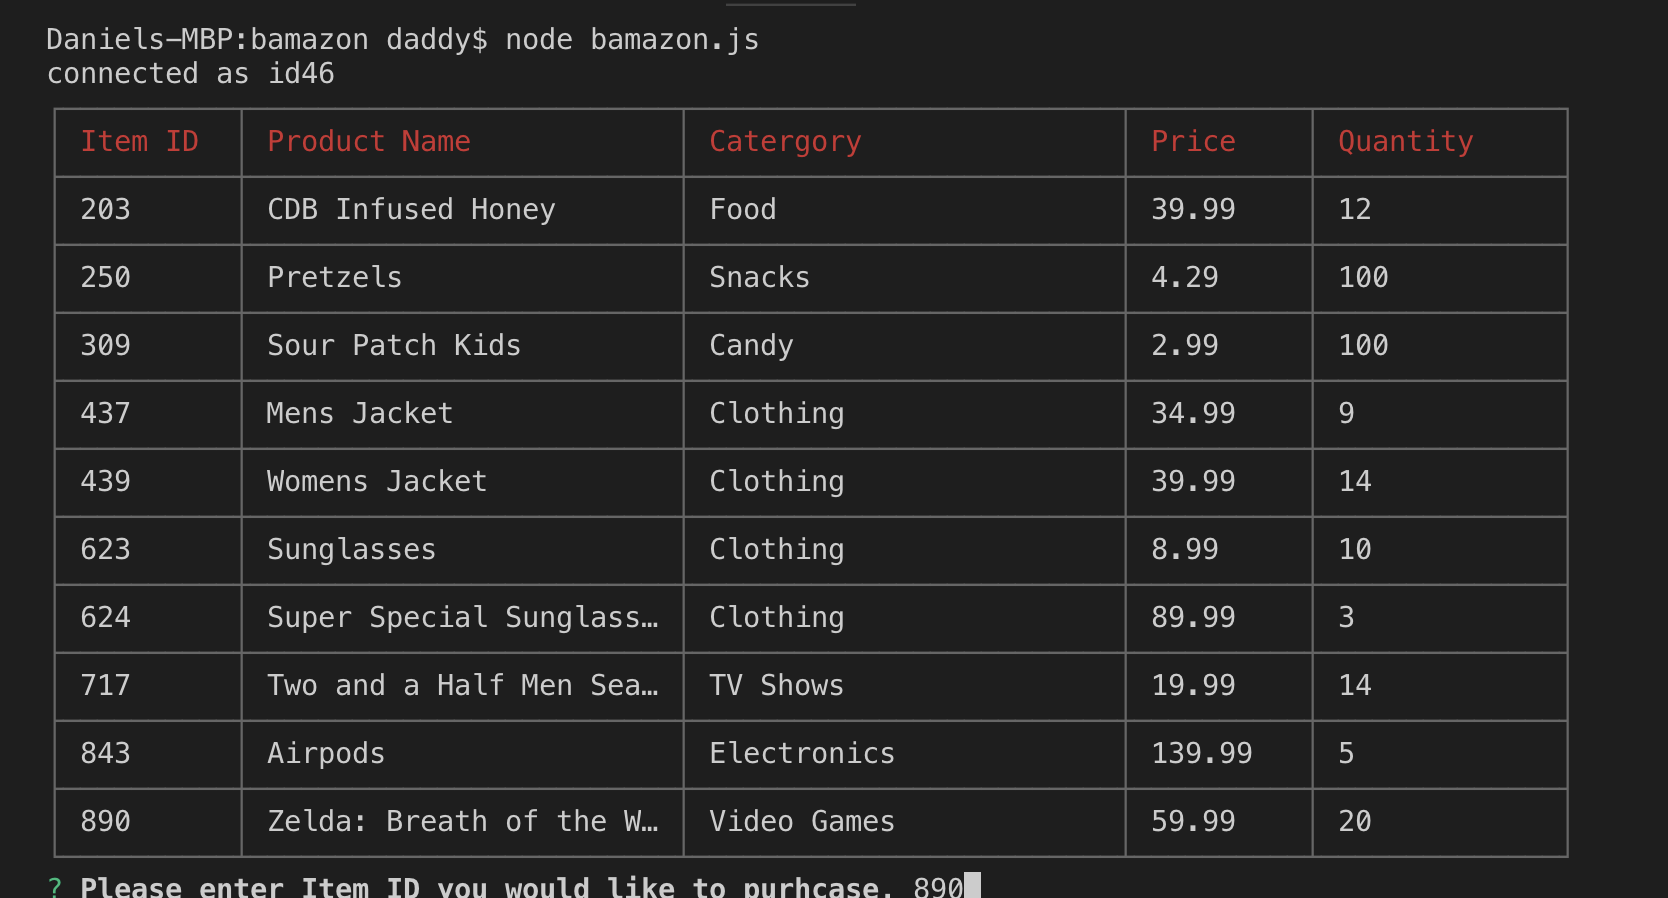 Daniels-MBP:bamazon daddy$ node bamazon.js
connected as id46
Item ID Product Name Catergory Price Quantity
203 CDB Infused Honey Food 39.99 12
250 Pretzels Snacks 4.29 100
309 Sour Patch Kids Candy 2.99 100
437 Mens Jacket Clothing 34.99 9
439 Womens Jacket Clothing 39.99 14
623 Sunglasses Clothing 8.99 10
624 Super Special Sunglass… Clothing 89.99 3
717 Two and a Half Men Sea… TV Shows 19.99 14
843 Airpods Electronics 139.99 5
890 Zelda: Breath of the W… Video Games 59.99 20
? Please enter Item ID you would like to purhcase. 890